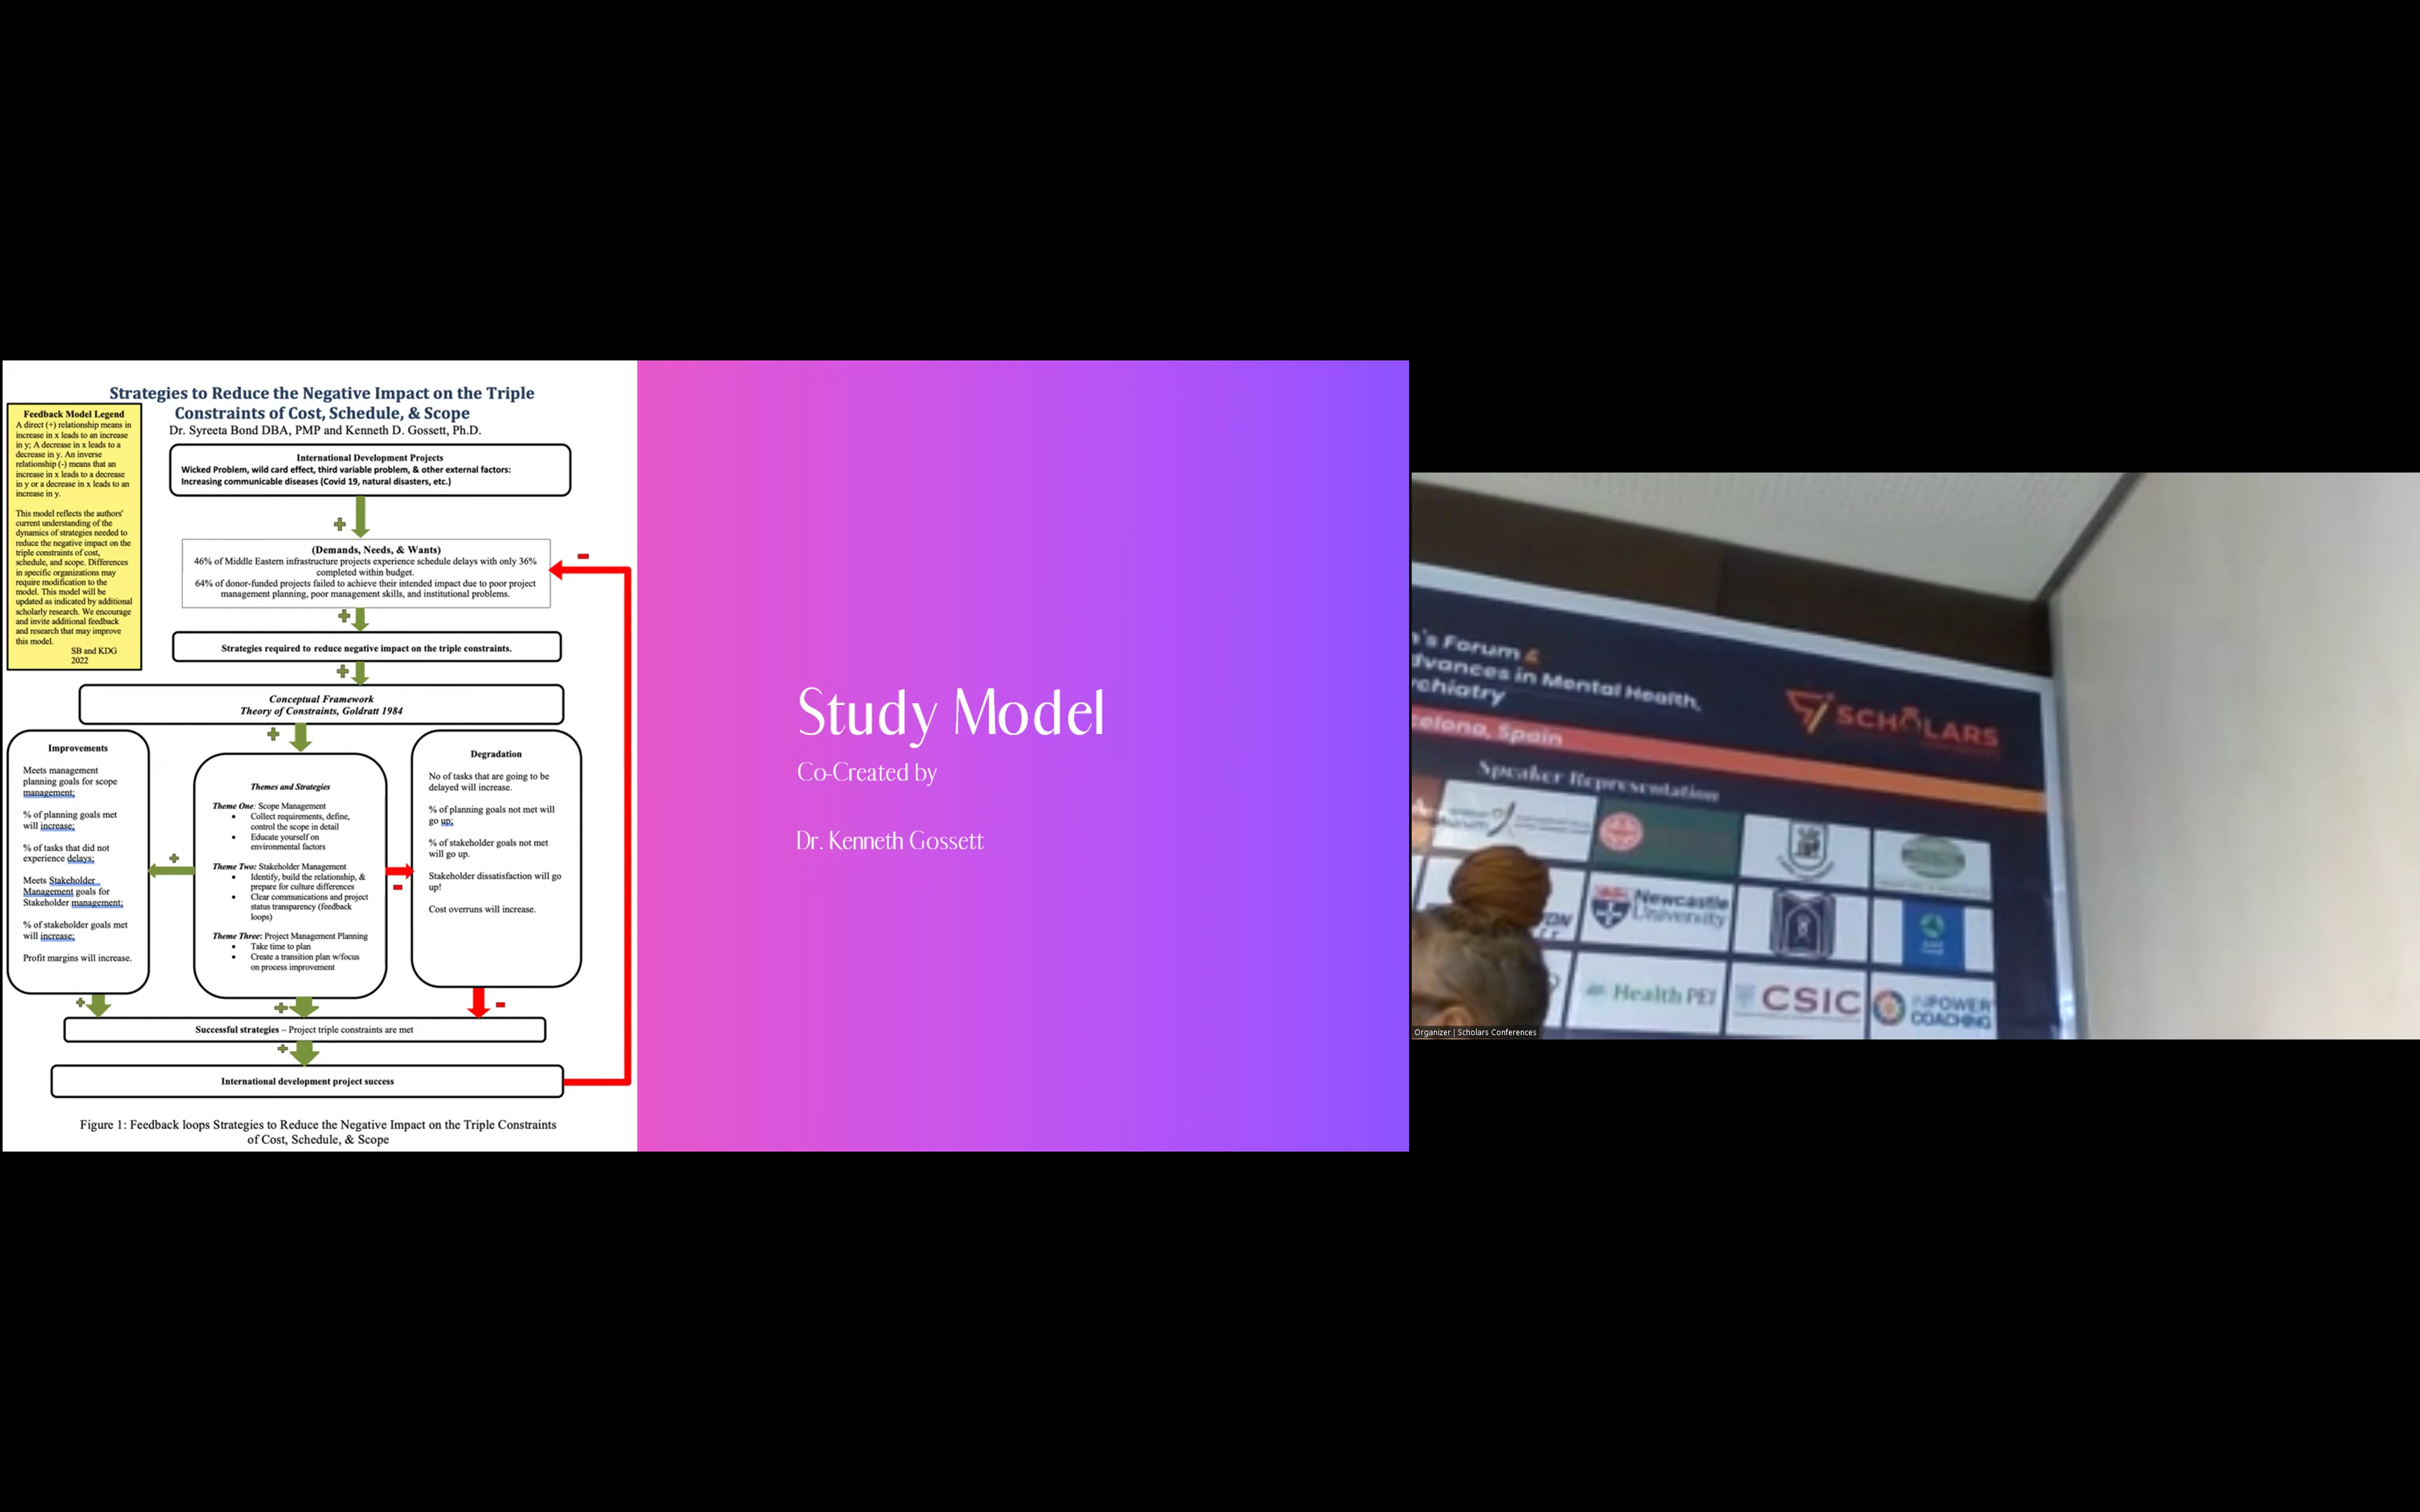 Strategies to Reduce the Negative Impact on the Triple
Constraints of Cost, Schedule, & Scope
Dr. Syreeta Bond DBA, PMP and Kenneth D. Gossett, Ph.D.
Feedback Model Legend
A direct (+) relationship means in
increase in x leads to an increase
in y; A decrease in x leads to a
decrease in y. An inverse
relationship (-) means that an
increase in x leads to a decrease
in y or a decrease in x leads to an
increase in y.
This model reflects the authors'
current understanding of the
dynamics of strategies needed to
reduce the negative impact on the
triple constraints of cost,
schedule, and scope. Differences
in specific organizations may
require modification to the
model. This model will be
updated as indicated by additional
scholarly research. We encourage
and invite additional feedback
and research that may improve
this model.
SB and KDG
2022
International Development Projects
Wicked Problem, wild card effect, third variable problem, & other external factors:
Increasing communicable diseases (Covid 19, natural disasters, etc.)
+
(Demands, Needs, & Wants)
46% of Middle Eastern infrastructure projects experience schedule delays with only 36%
completed within budget.
64% of donor-funded projects failed to achieve their intended impact due to poor project
management planning, poor management skills, and institutional problems.
-
+
Strategies required to reduce negative impact on the triple constraints.
+
Conceptual Framework
Theory of Constraints, Goldratt 1984
+
Improvements
Meets management
planning goals for scope
management;
% of planning goals met
will increase;
% of tasks that did not
experience delays;
Meets Stakeholder
Management goals for
Stakeholder management;
% of stakeholder goals met
will increase;
Profit margins will increase.
+
Themes and Strategies
Theme One: Scope Management
• Collect requirements, define,
control the scope in detail
• Educate yourself on
environmental factors
Theme Two: Stakeholder Management
• Identify, build the relationship, &
prepare for culture differences
• Clear communications and project
status transparency (feedback
loops)
Theme Three: Project Management Planning
• Take time to plan
• Create a transition plan w/focus
on process improvement
-
Degradation
No of tasks that are going to be
delayed will increase.
% of planning goals not met will
go up;
% of stakeholder goals not met
will go up.
Stakeholder dissatisfaction will go
up!
Cost overruns will increase.
+
+
-
Successful strategies – Project triple constraints are met
+
International development project success
Figure 1: Feedback loops Strategies to Reduce the Negative Impact on the Triple Constraints
of Cost, Schedule, & Scope
Study Model
Co-Created by
Dr. Kenneth Gossett
's Forum &
dvances in Mental Health,
chiatry
celona, Spain
SCHOLARS
Speaker Representation
Newcastle
University
Health PEI
CSIC
INPOWER
COACHING
Organizer | Scholars Conferences